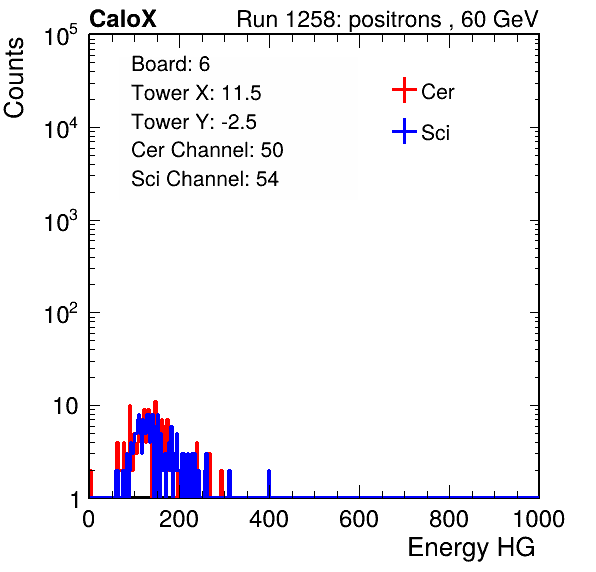 CaloX Run 1258: positrons , 60 GeV
Counts
Board: 6
Tower X: 11.5
Tower Y: -2.5
Cer Channel: 50
Sci Channel: 54
Cer
Sci
10^5
10^4
10^3
10^2
10
1
0 200 400 600 800 1000
Energy HG